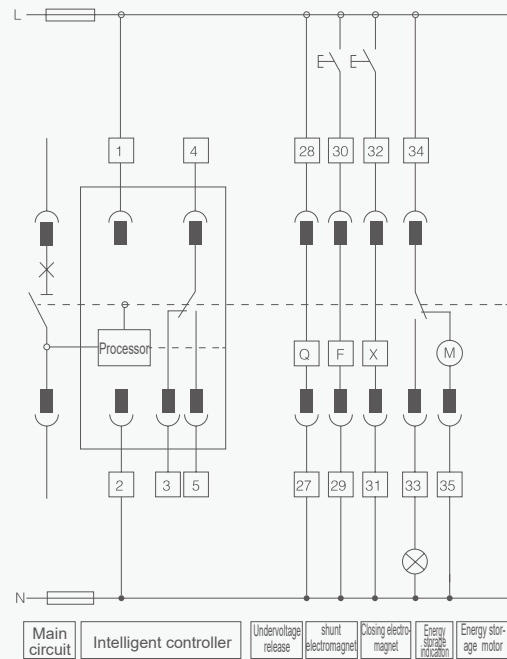 L
1
4
28
30
32
34
Processor
Q
F
X
M
2
3
5
27
29
31
33
35
N
Main
circuit
Intelligent controller
Undervoltage
release
shunt
electromagnet
Closing electro-
magnet
Energy
storage
indication
Energy stor-
age motor